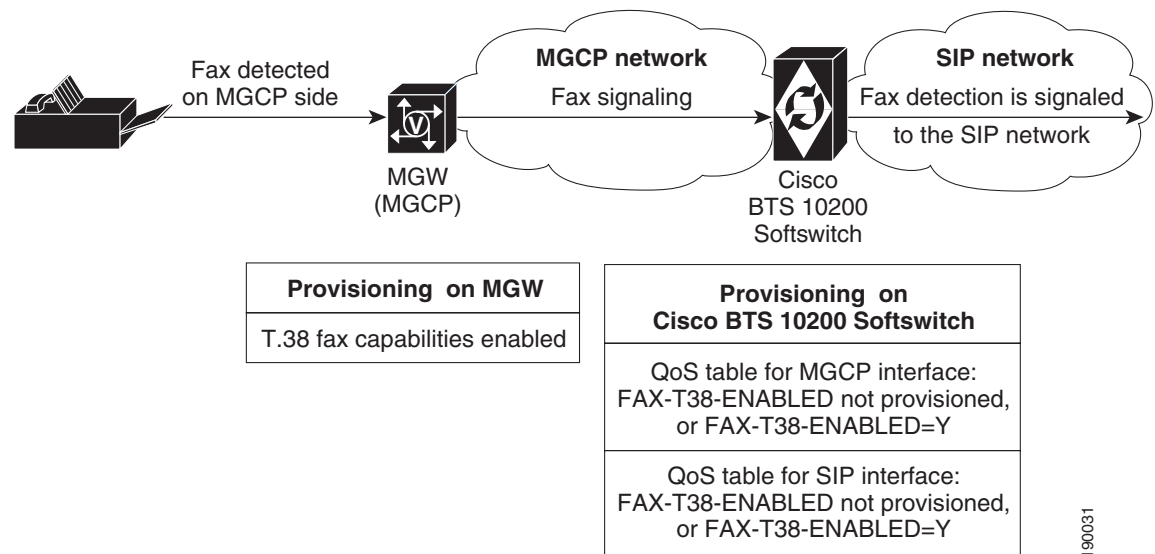 Fax detected
on MGCP side
V
MGW
(MGCP)
MGCP network
Fax signaling
Cisco
BTS 10200
Softswitch
SIP network
Fax detection is signaled
to the SIP network
Provisioning on MGW
T.38 fax capabilities enabled
Provisioning on
Cisco BTS 10200 Softswitch
QoS table for MGCP interface:
FAX-T38-ENABLED not provisioned,
or FAX-T38-ENABLED=Y
QoS table for SIP interface:
FAX-T38-ENABLED not provisioned,
or FAX-T38-ENABLED=Y
190031